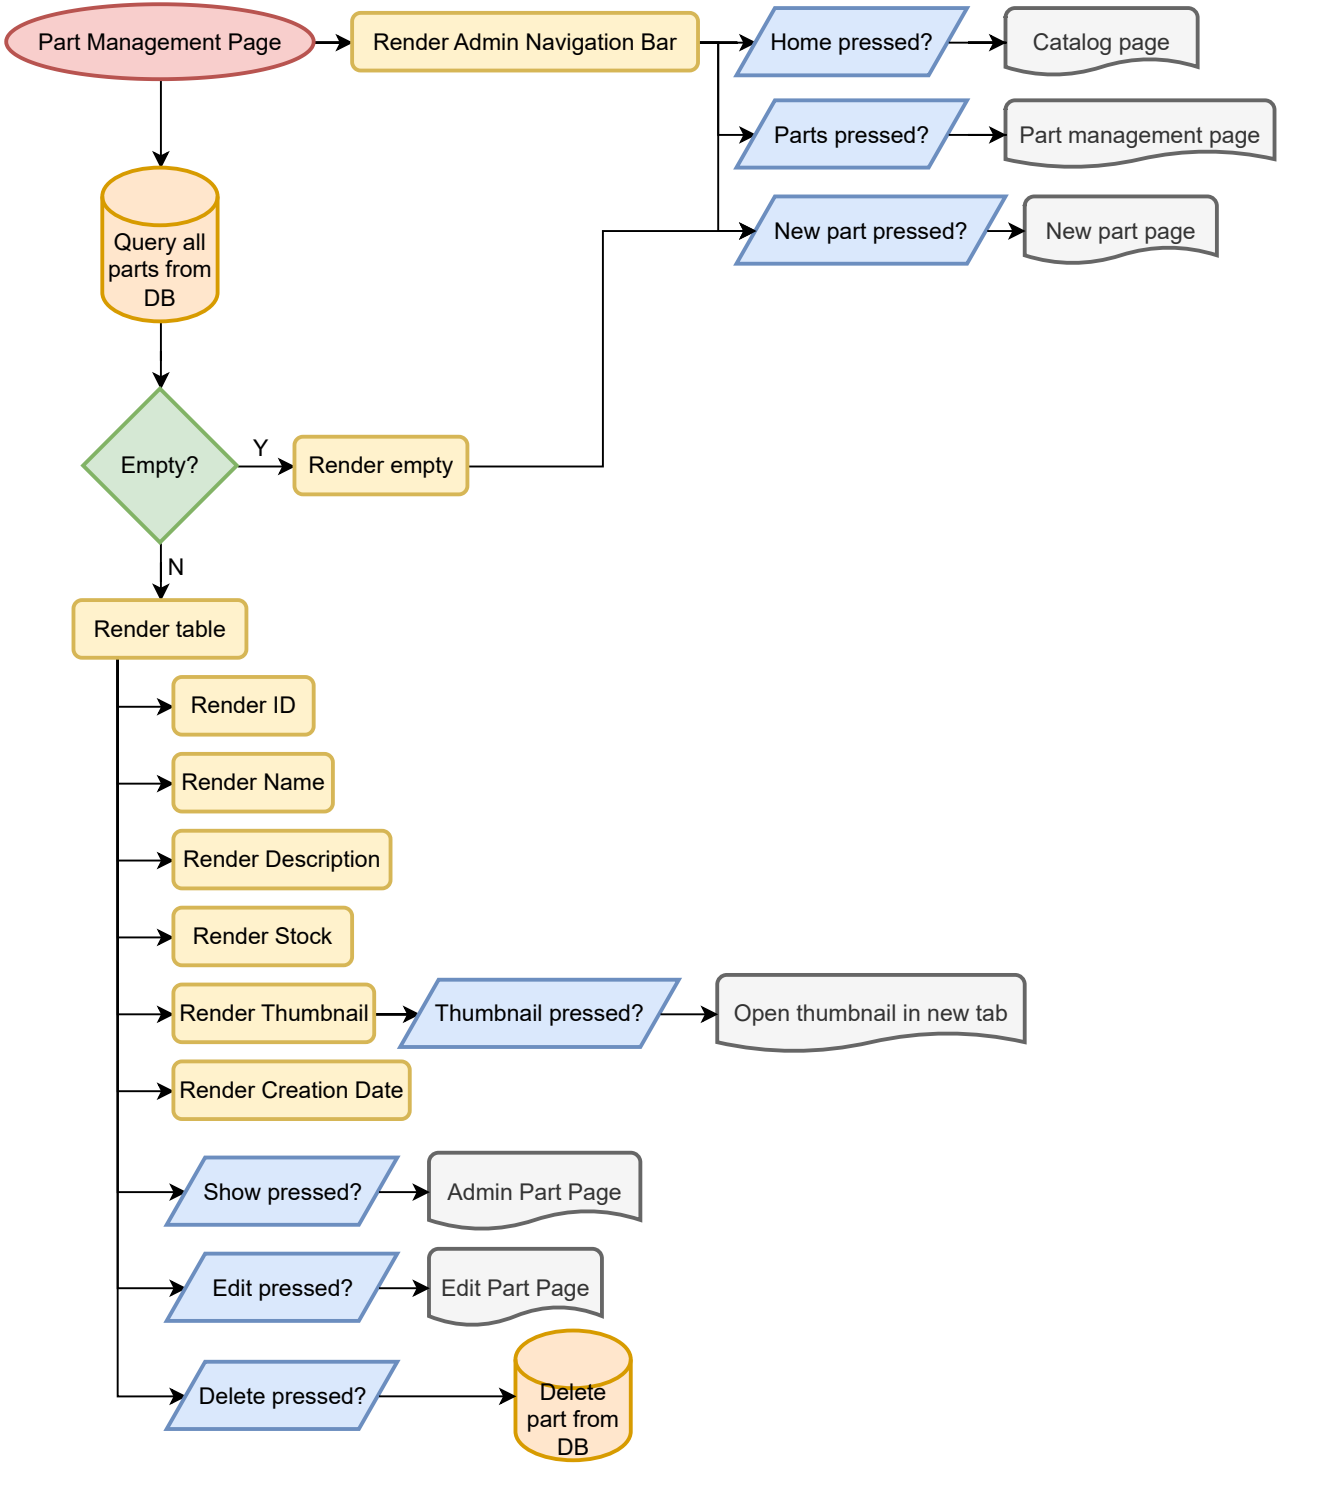 Part Management Page
Render Admin Navigation Bar
Home pressed?
Catalog page
Parts pressed?
Part management page
New part pressed?
New part page
Query all
parts from
DB
Empty?
Y
Render empty
N
Render table
Render ID
Render Name
Render Description
Render Stock
Render Thumbnail
Thumbnail pressed?
Open thumbnail in new tab
Render Creation Date
Show pressed?
Admin Part Page
Edit pressed?
Edit Part Page
Delete pressed?
Delete
part from
DB